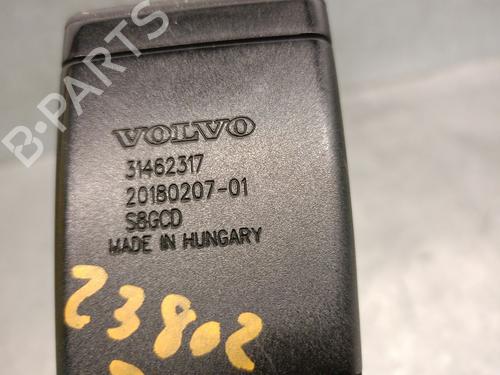 B-PARTS
VOLVO
31462317
20180207-01
S8GCD
MADE IN HUNGARY
23802